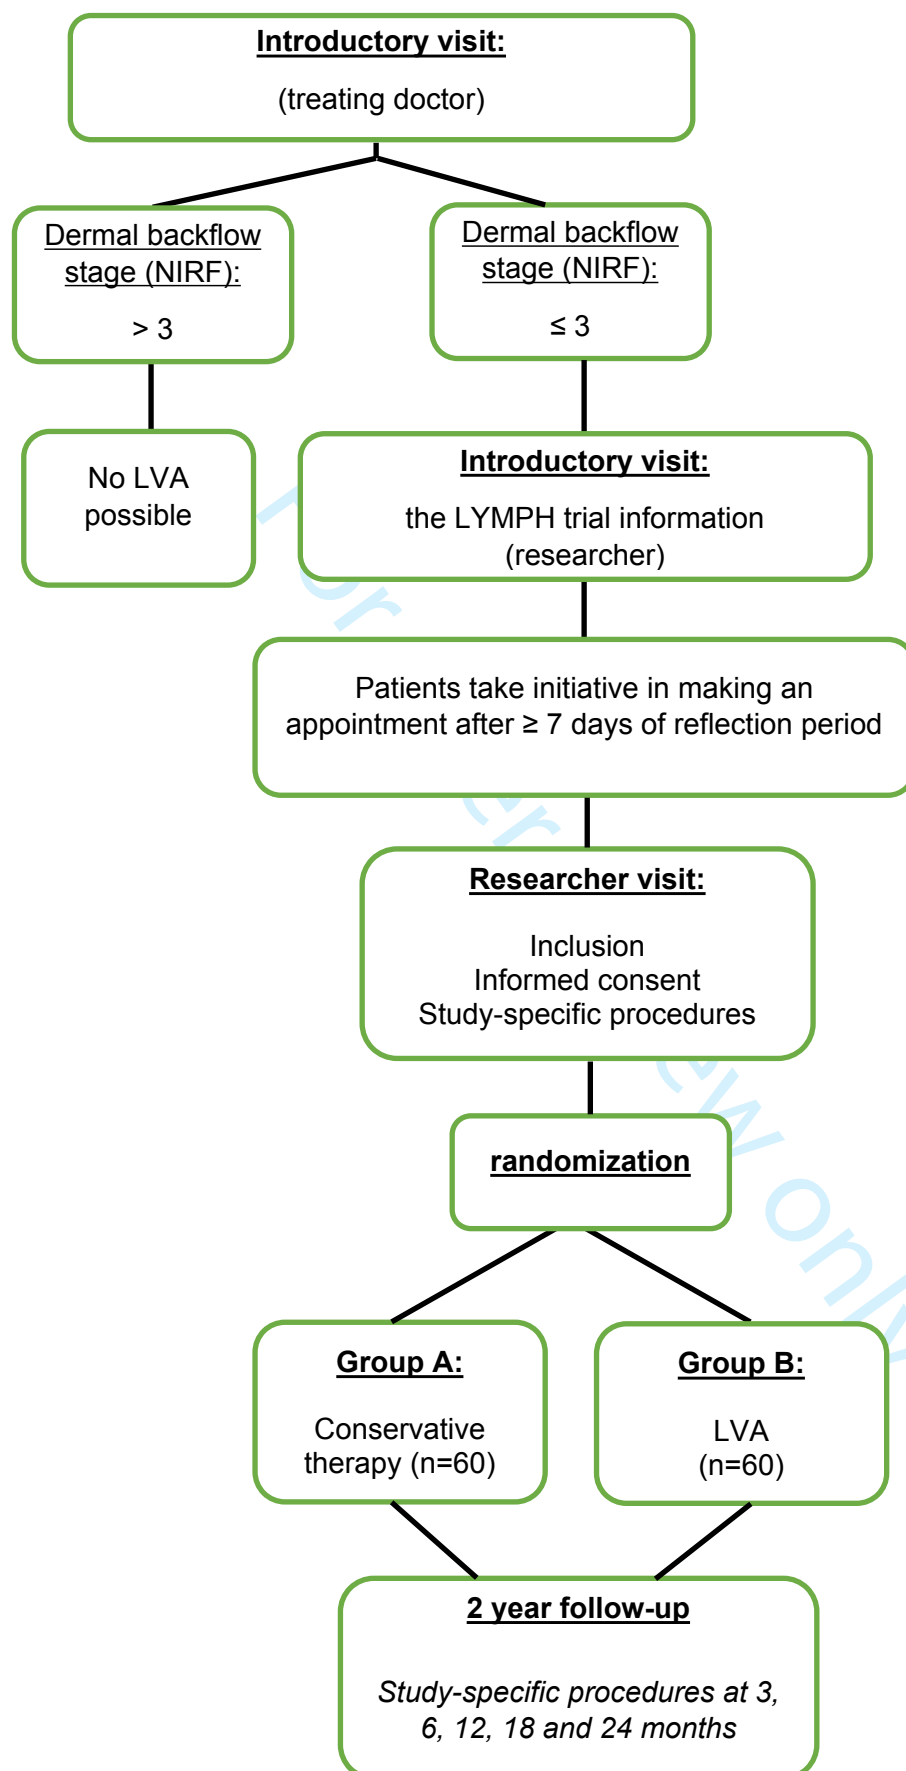 Introductory visit:
(treating doctor)
Dermal backflow
stage (NIRF):
> 3
Dermal backflow
stage (NIRF):
≤ 3
No LVA
possible
Introductory visit:
the LYMPH trial information
(researcher)
Patients take initiative in making an
appointment after ≥ 7 days of reflection period
Researcher visit:
Inclusion
Informed consent
Study-specific procedures
randomization
Group A:
Conservative
therapy (n=60)
Group B:
LVA
(n=60)
2 year follow-up
Study-specific procedures at 3,
6, 12, 18 and 24 months